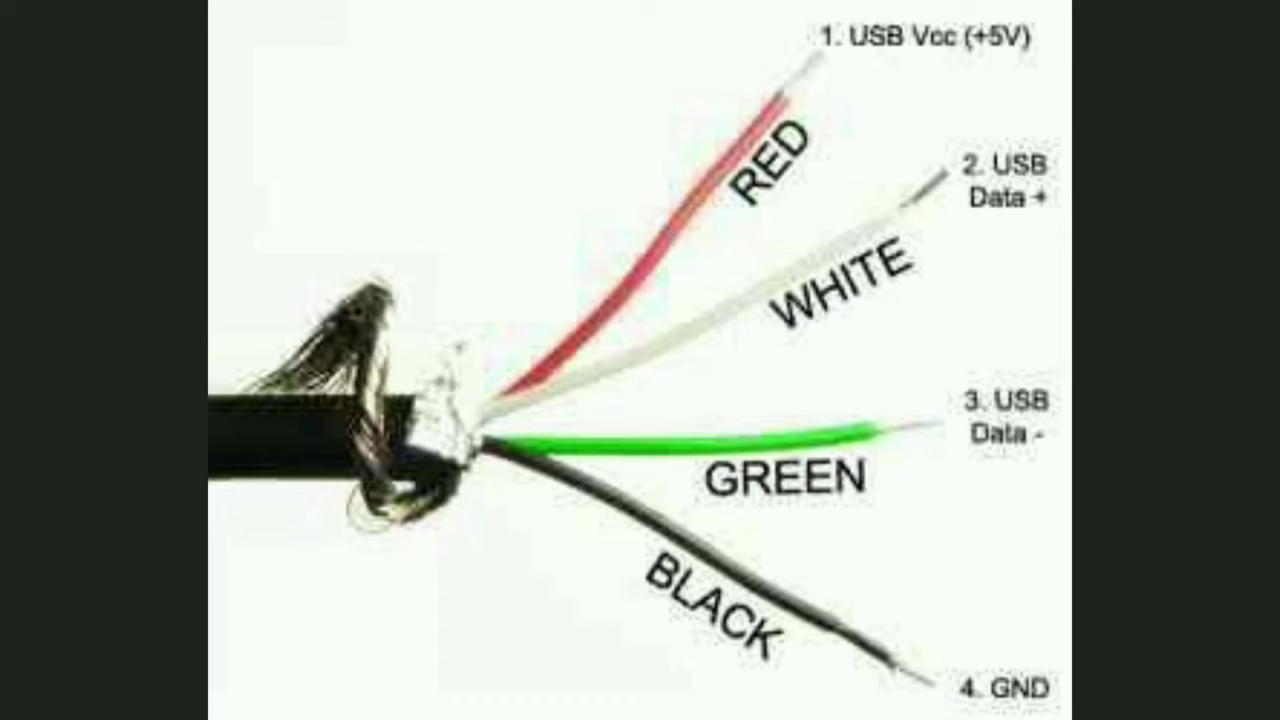 1. USB Vcc (+5V)
RED
2. USB
Data +
WHITE
3. USB
Data -
GREEN
BLACK
4. GND